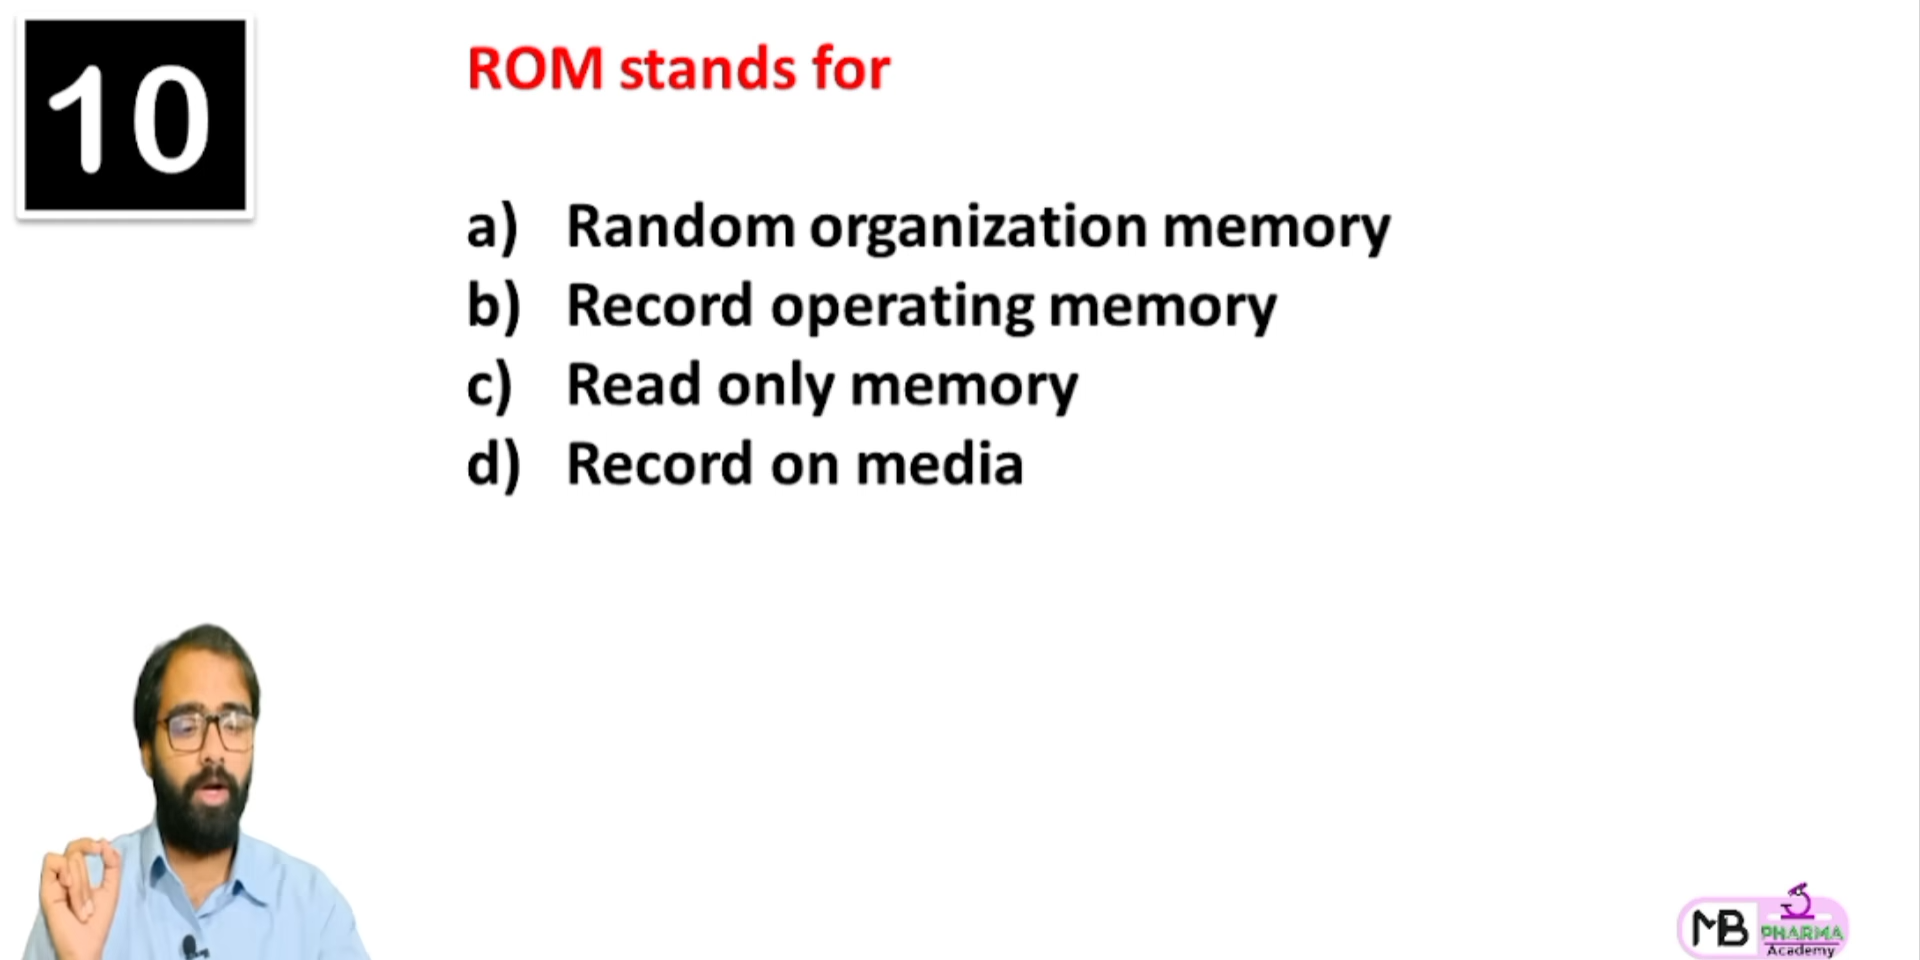 10
ROM stands for
a) Random organization memory
b) Record operating memory
c) Read only memory
d) Record on media
MB PHARMA
Academy